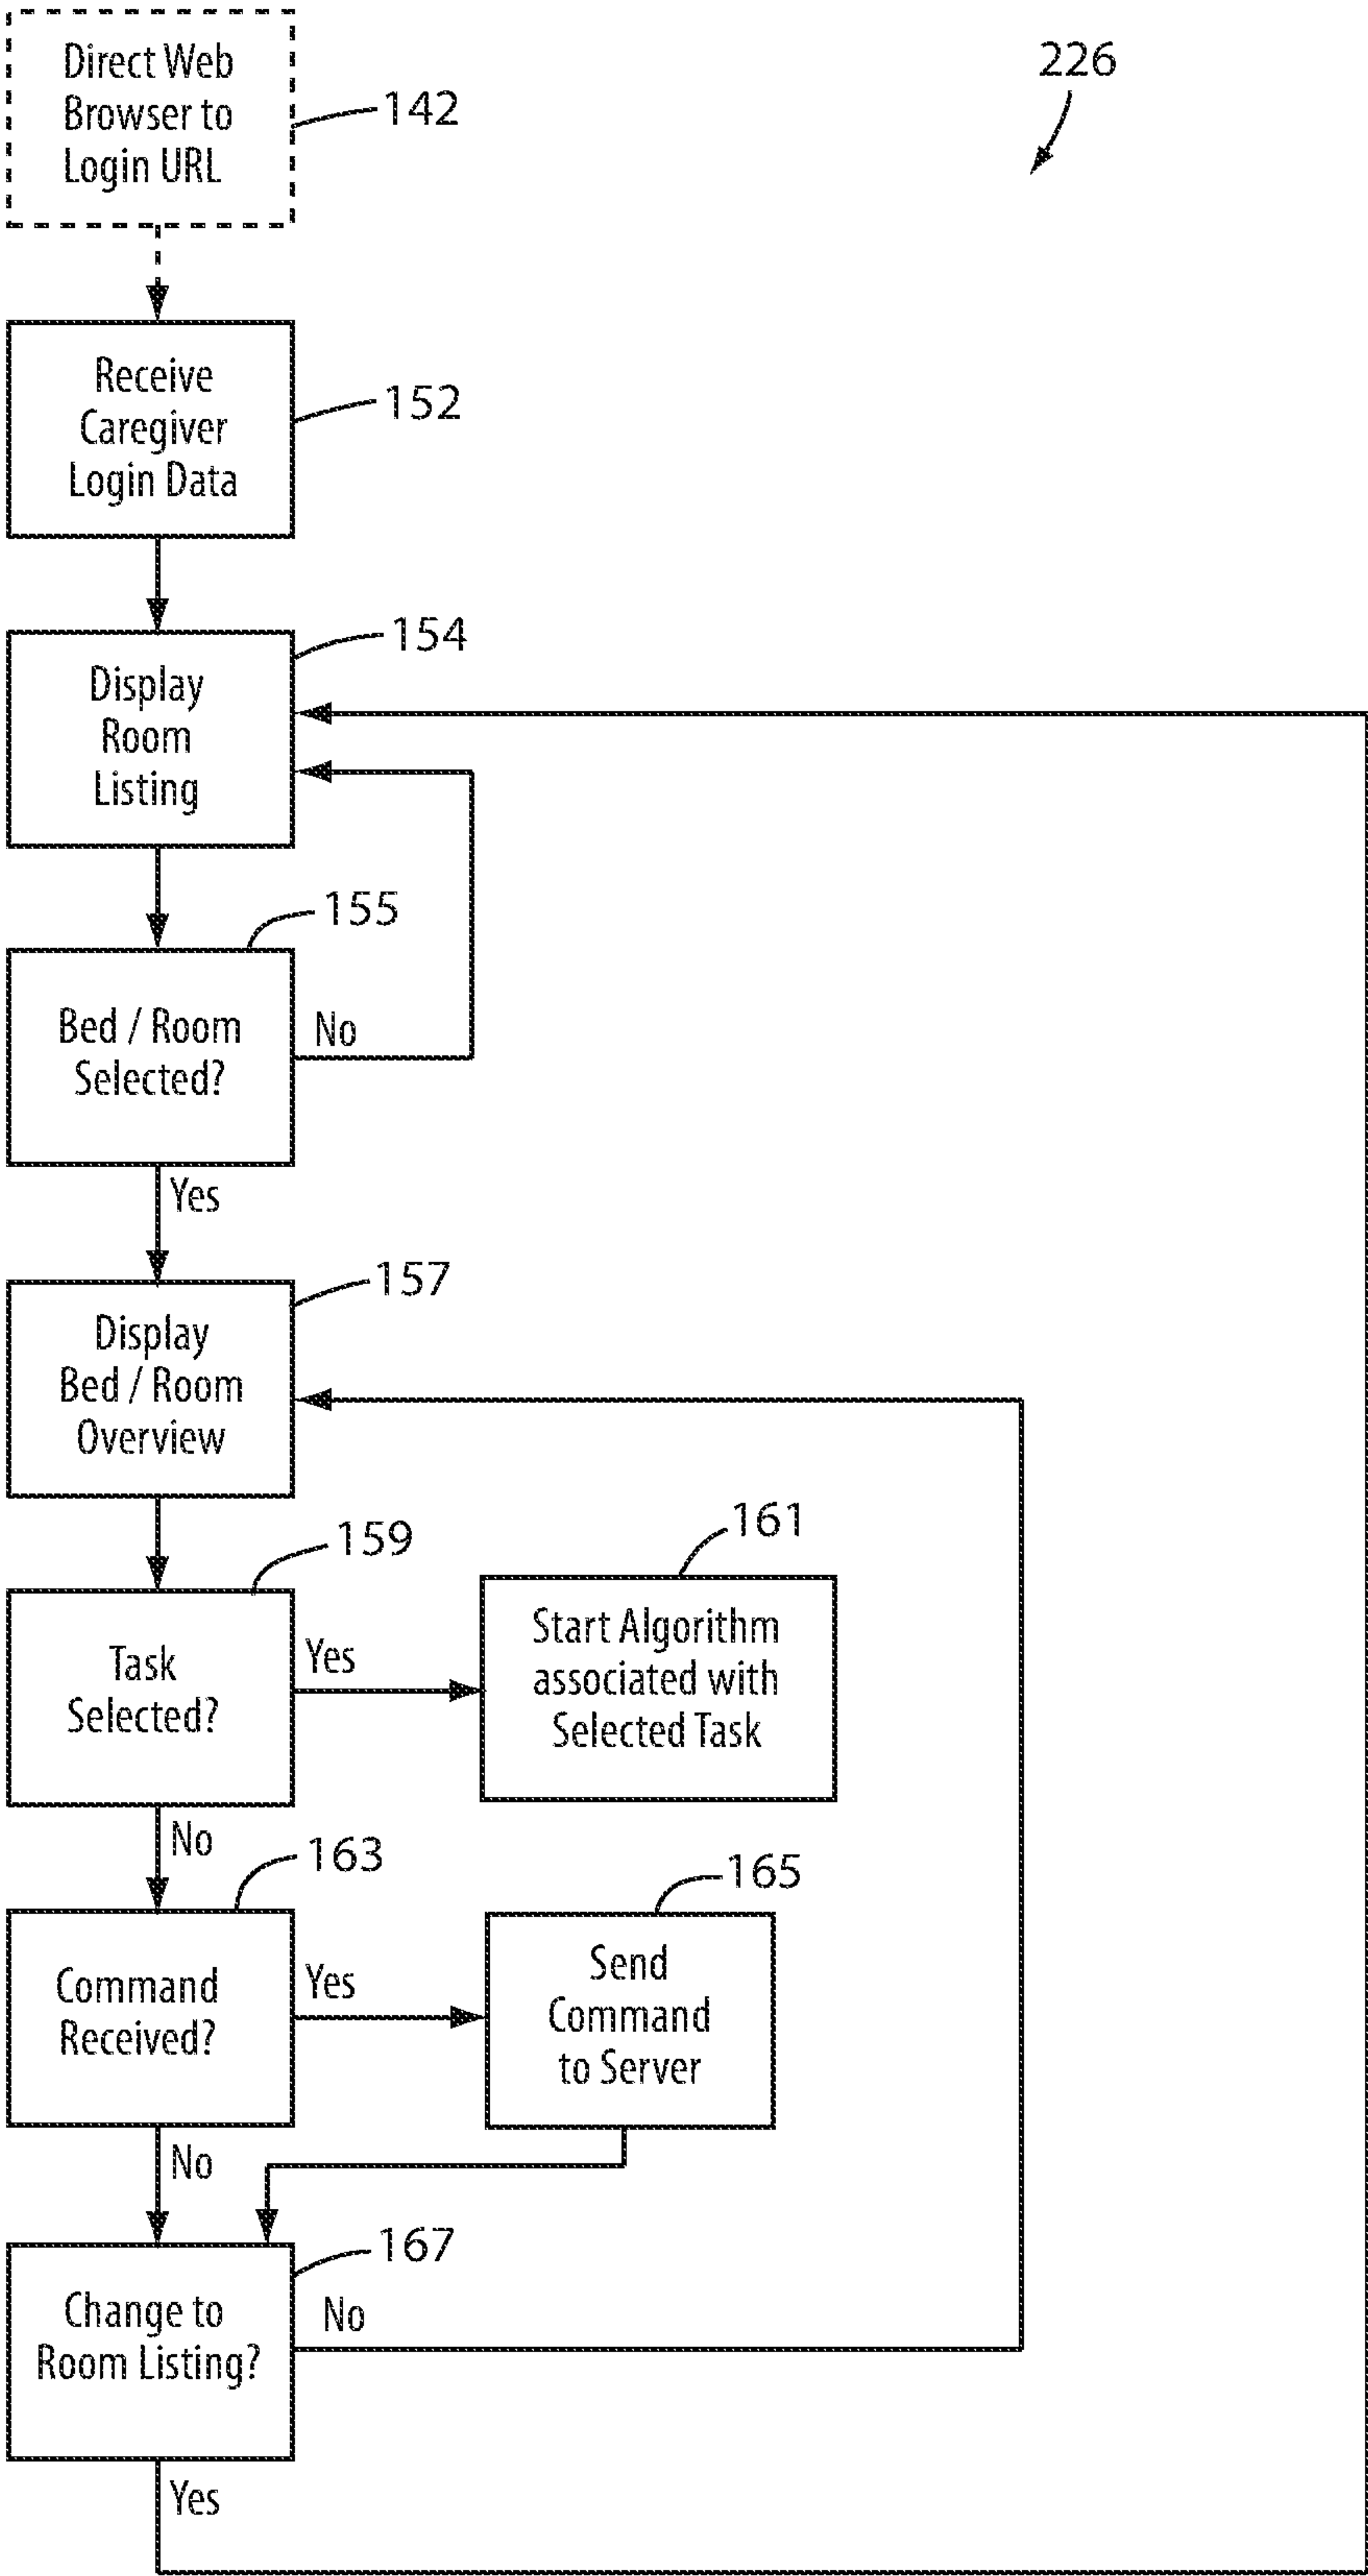 Direct Web
Browser to
Login URL
142
226
Receive
Caregiver
Login Data
152
154
Display
Room
Listing
155
Bed / Room
Selected?
No
Yes
157
Display
Bed / Room
Overview
159
161
Task
Selected?
Yes
Start Algorithm
associated with
Selected Task
No
163
165
Command
Received?
Yes
Send
Command
to Server
No
167
Change to
Room Listing?
No
Yes